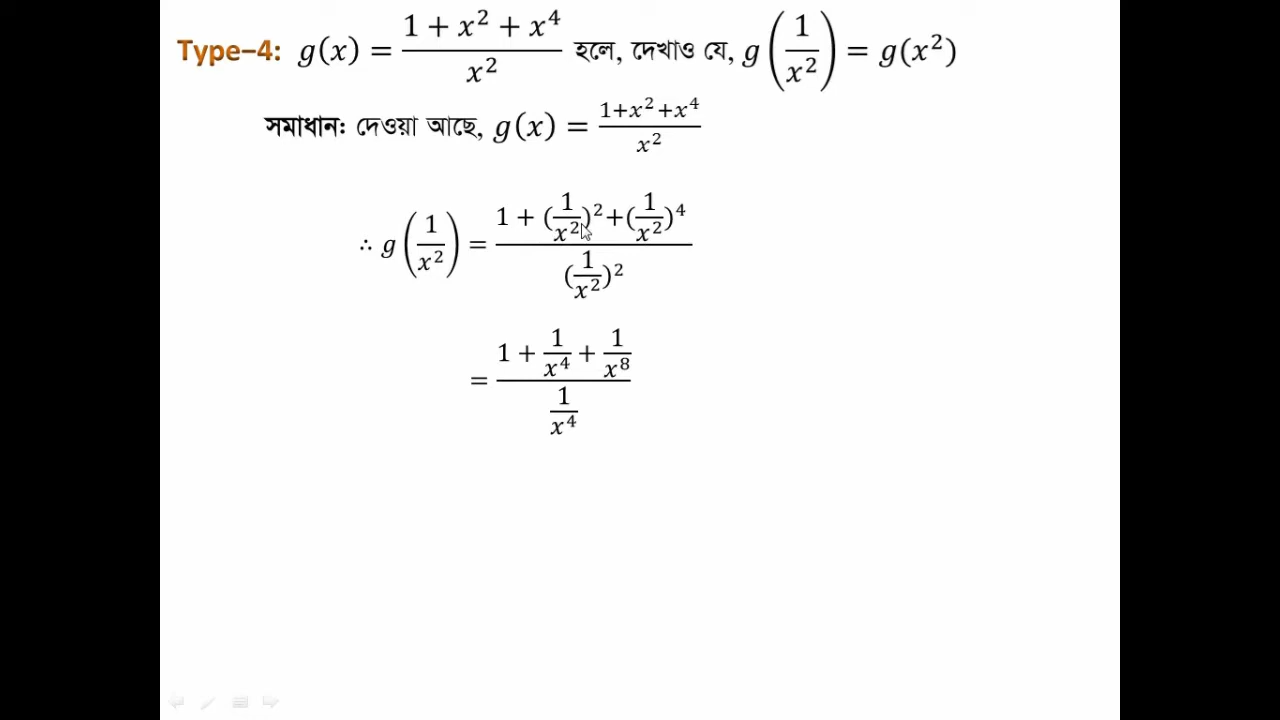 Type–4: g(x) = (1 + x² + x⁴)/x² হলে, দেখাও যে, g(1/x²) = g(x²)
সমাধান: দেওয়া আছে, g(x) = (1+x²+x⁴)/x²
∴ g(1/x²) = (1 + (1/x²)² + (1/x²)⁴)/(1/x²)²
= (1 + 1/x⁴ + 1/x⁸)/(1/x⁴)